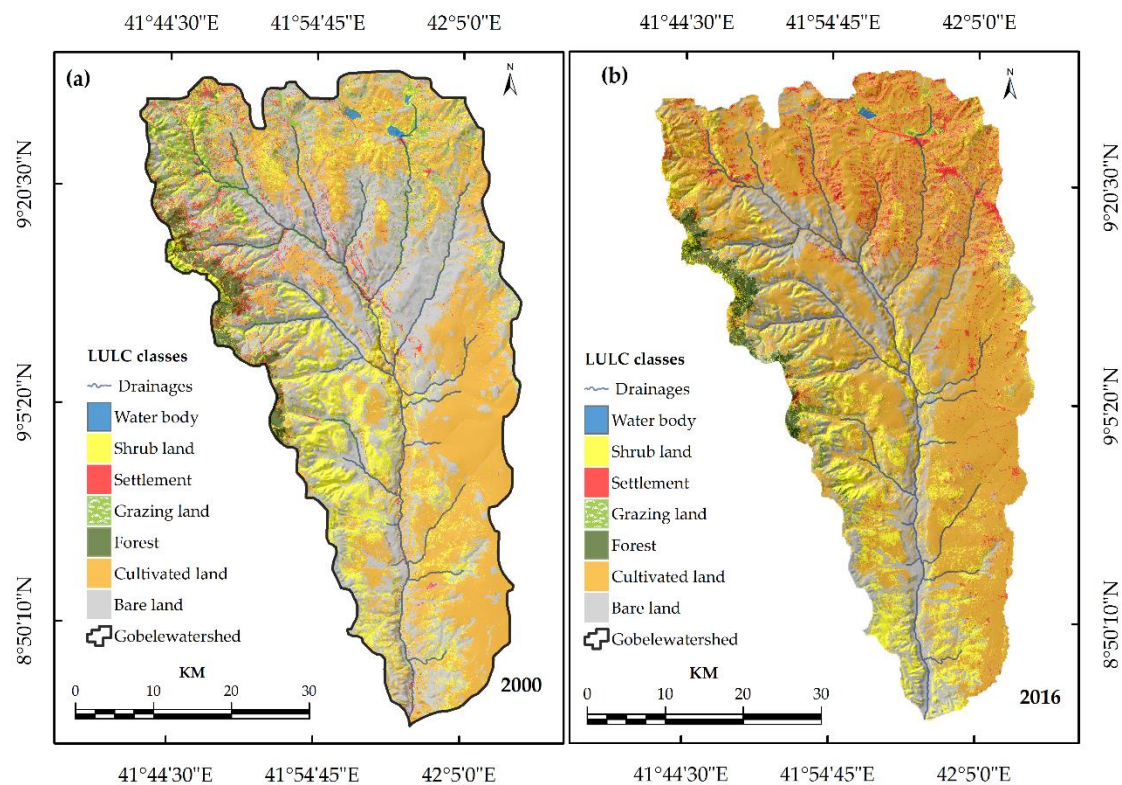 41°44'30"E 41°54'45"E 42°5'0"E 41°44'30"E 41°54'45"E 42°5'0"E
(a)
N
9°20'30"N
9°5'20"N
8°50'10"N
LULC classes
Drainages
Water body
Shrub land
Settlement
Grazing land
Forest
Cultivated land
Bare land
Gobelewatershed
KM
0 10 20 30
2000
(b)
N
LULC classes
Drainages
Water body
Shrub land
Settlement
Grazing land
Forest
Cultivated land
Bare land
Gobelewatershed
KM
0 10 20 30
2016
9°20'30"N
9°5'20"N
8°50'10"N
41°44'30"E 41°54'45"E 42°5'0"E 41°44'30"E 41°54'45"E 42°5'0"E